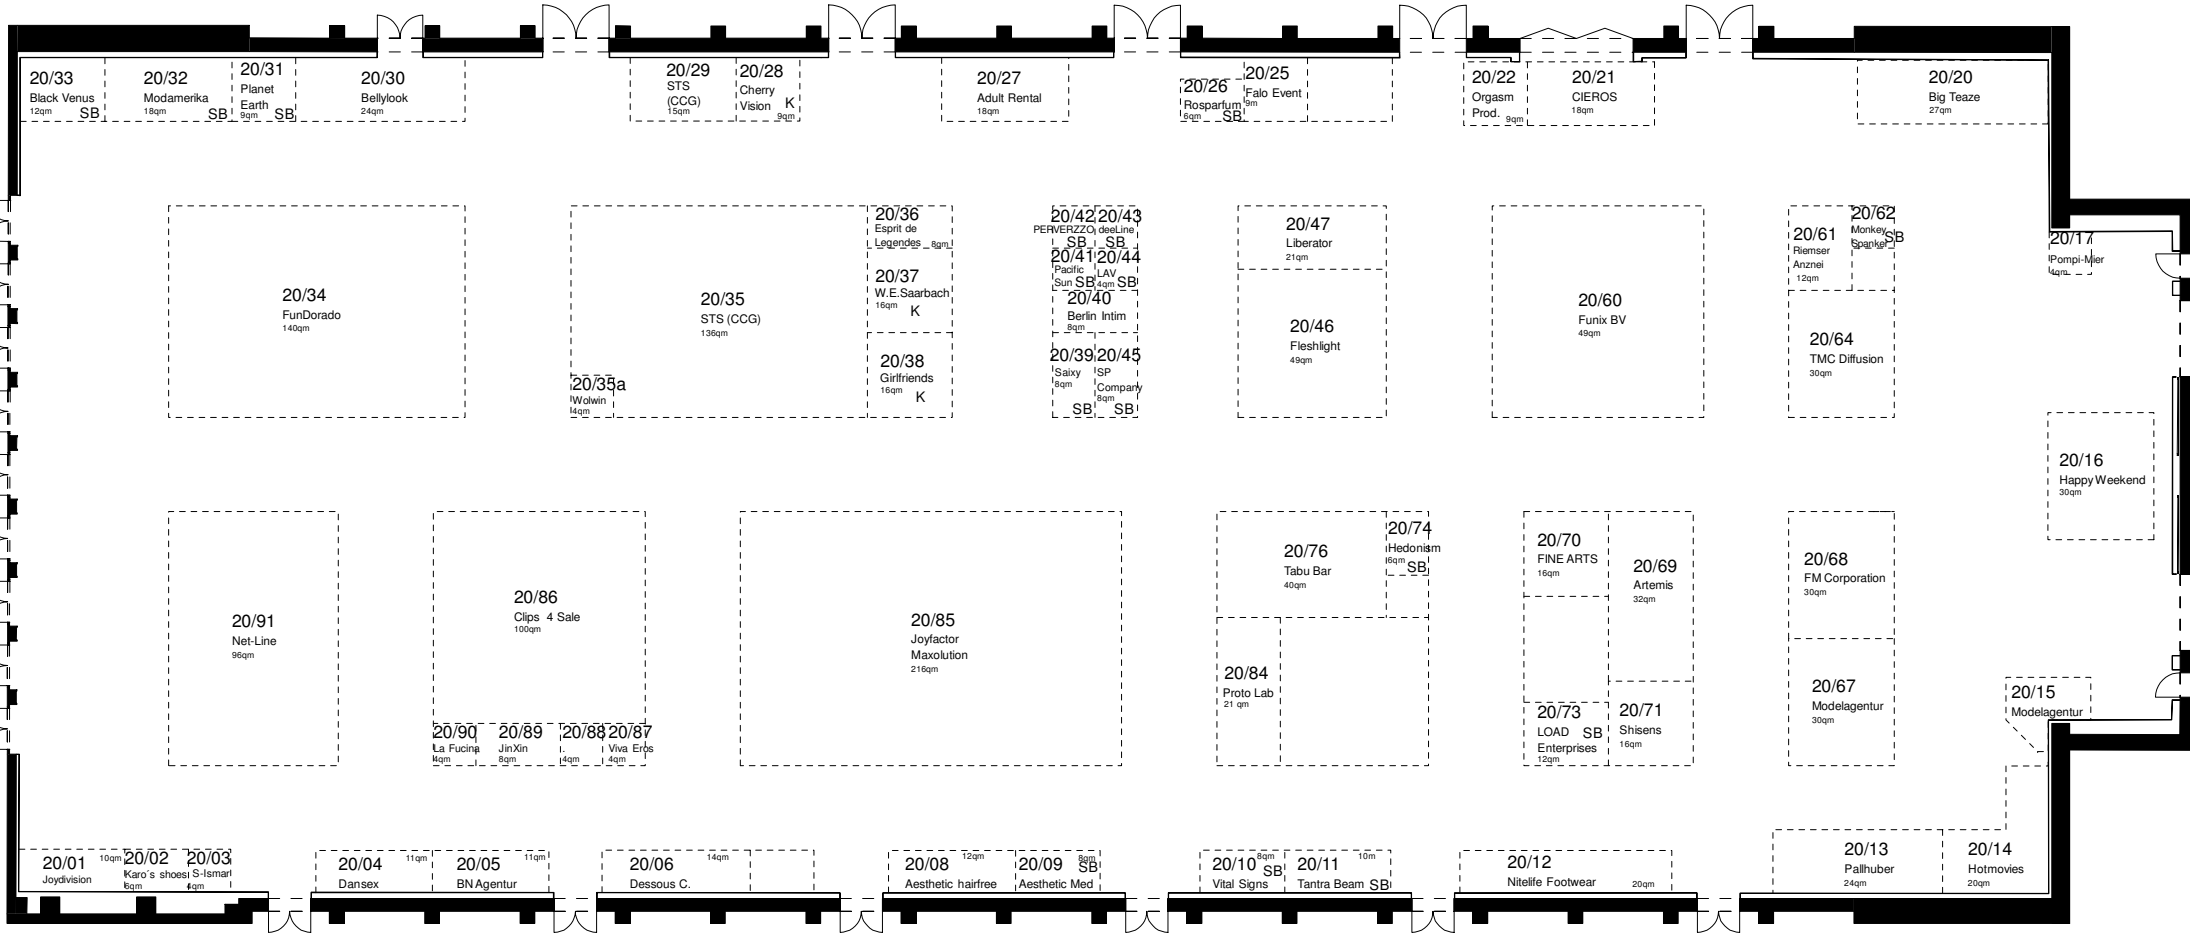 20/33
Black Venus
12qm SB
20/32
Modamerika
18qm SB
20/31
Planet
Earth
9qm SB
20/30
Bellylook
24qm
20/29
STS
(CCG)
15qm
20/28
Cherry
Vision K
9qm
20/27
Adult Rental
18qm
20/26
Rosparfum
6qm SB
20/25
Falo Event
9m
20/22
Orgasm
Prod. 9qm
20/21
CIEROS
18qm
20/20
Big Teaze
27qm
20/34
FunDorado
140qm
20/35
STS (CCG)
136qm
20/35a
Wolwin
4qm
20/36
Esprit de
Legendes 8qm
20/37
W.E.Saarbach
16qm
K
20/38
Girlfriends
16qm
K
20/42
PERVERZZO
SB
20/43
deeLine
SB
20/41
Pacific
Sun SB
20/44
LAV
4qm SB
20/40
Berlin Intim
8qm
20/39
Saixy
8qm
SB
20/45
SP
Company
8qm
SB
20/47
Liberator
21qm
20/46
Fleshlight
49qm
20/60
Funix BV
49qm
20/61
Riemser
Anznei
12qm
20/62
Monkey
Spanker SB
20/64
TMC Diffusion
30qm
20/17
Pompi-Mier
4qm
20/16
Happy Weekend
30qm
20/91
Net-Line
96qm
20/86
Clips 4 Sale
100qm
20/90
La Fucina
4qm
20/89
JinXin
8qm
20/88
.
4qm
20/87
Viva Eros
4qm
20/85
Joyfactor
Maxolution
216qm
20/76
Tabu Bar
40qm
20/74
Hedonism
6qm
SB
20/84
Proto Lab
21 qm
20/70
FINE ARTS
16qm
20/69
Artemis
32qm
20/73
LOAD SB
Enterprises
12qm
20/71
Shisens
16qm
20/68
FM Corporation
30qm
20/67
Modelagentur
30qm
20/15
Modelagentur
20/01 10qm
Joydivision
20/02
Karo´s shoes
6qm
20/03
S-Ismar
4qm
20/04 11qm
Dansex
20/05 11qm
BN Agentur
20/06 14qm
Dessous C.
20/08 12qm
Aesthetic hairfree
20/09 8qm
SB
Aesthetic Med
20/10 8qm
SB
Vital Signs
20/11 10m
Tantra Beam SB
20/12
Nitelife Footwear 20qm
20/13
Pallhuber
24qm
20/14
Hotmovies
20qm